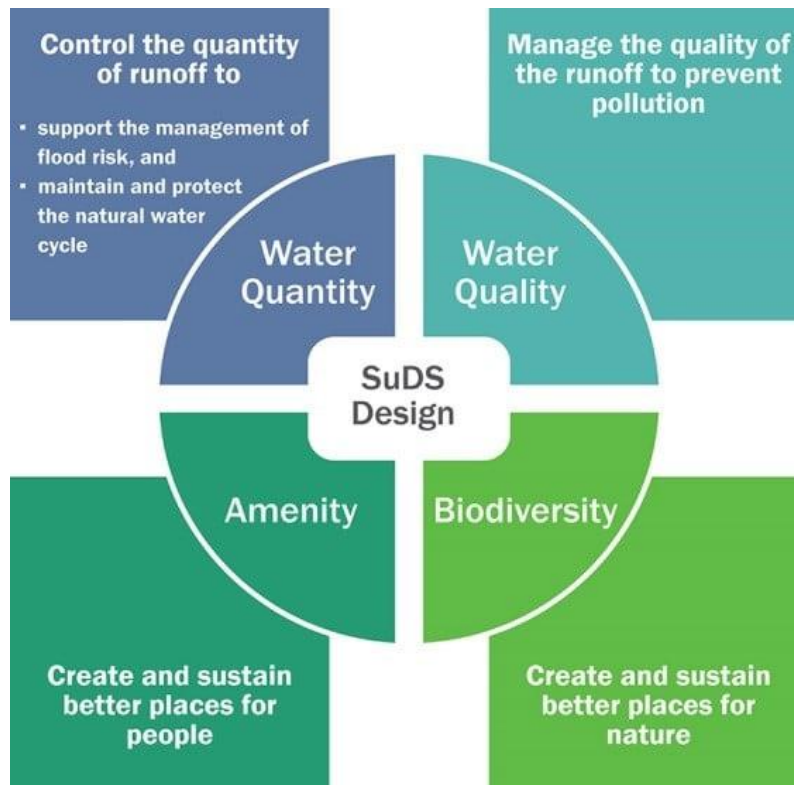 Control the quantity
of runoff to
▪ support the management of
flood risk, and
▪ maintain and protect
the natural water
cycle
Manage the quality of
the runoff to prevent
pollution
Water
Quantity
Water
Quality
SuDS
Design
Amenity
Biodiversity
Create and sustain
better places for
people
Create and sustain
better places for
nature